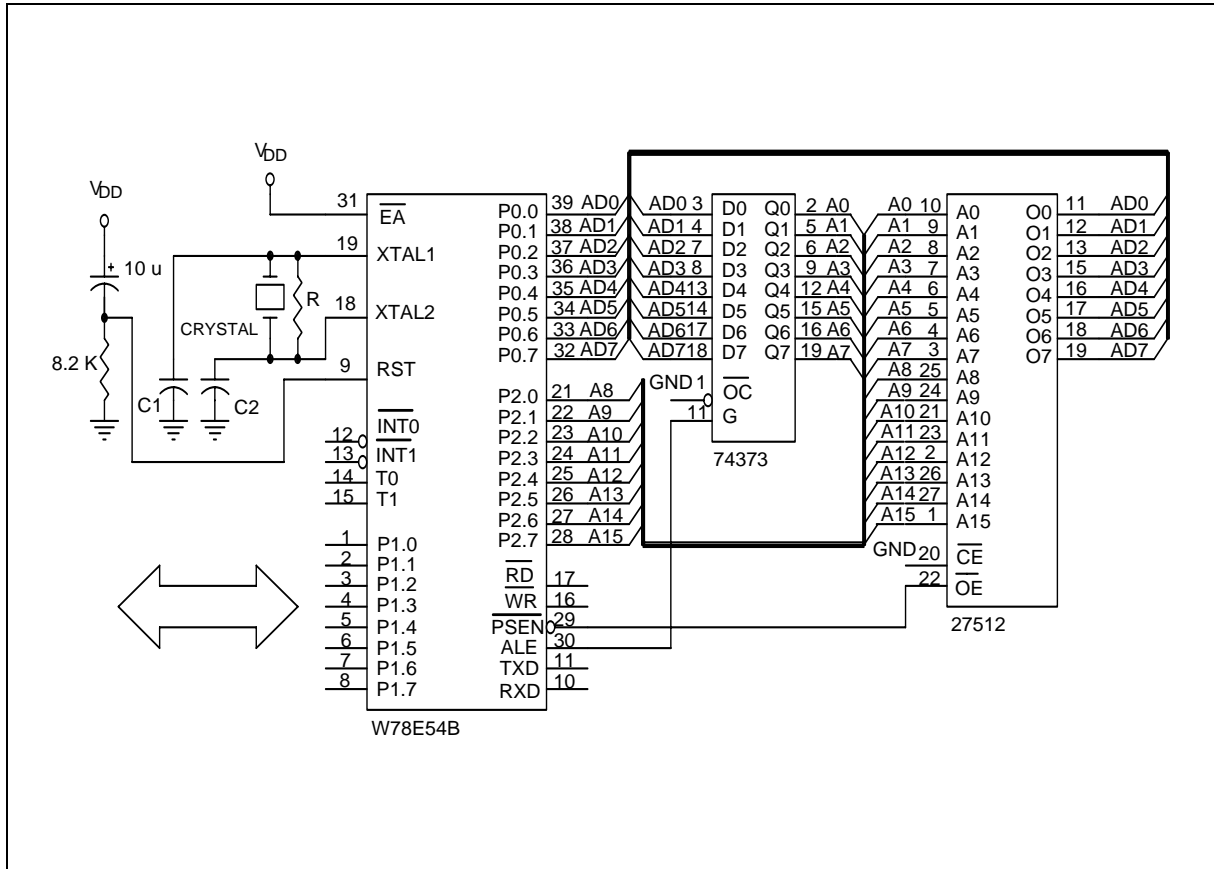 VDD
VDD
10 u
8.2 K
C1
C2
CRYSTAL
R
31 EA
19 XTAL1
18 XTAL2
9 RST
12 INT0
13 INT1
14 T0
15 T1
1 P1.0
2 P1.1
3 P1.2
4 P1.3
5 P1.4
6 P1.5
7 P1.6
8 P1.7
P0.0 39 AD0
P0.1 38 AD1
P0.2 37 AD2
P0.3 36 AD3
P0.4 35 AD4
P0.5 34 AD5
P0.6 33 AD6
P0.7 32 AD7
P2.0 21 A8
P2.1 22 A9
P2.2 23 A10
P2.3 24 A11
P2.4 25 A12
P2.5 26 A13
P2.6 27 A14
P2.7 28 A15
RD 17
WR 16
PSEN 29
ALE 30
TXD 11
RXD 10
W78E54B
AD0 3 D0 Q0 2 A0
AD1 4 D1 Q1 5 A1
AD2 7 D2 Q2 6 A2
AD3 8 D3 Q3 9 A3
AD4 13 D4 Q4 12 A4
AD5 14 D5 Q5 15 A5
AD6 17 D6 Q6 16 A6
AD7 18 D7 Q7 19 A7
GND 1 OC
11 G
74373
A0 10 A0 O0 11 AD0
A1 9 A1 O1 12 AD1
A2 8 A2 O2 13 AD2
A3 7 A3 O3 15 AD3
A4 6 A4 O4 16 AD4
A5 5 A5 O5 17 AD5
A6 4 A6 O6 18 AD6
A7 3 A7 O7 19 AD7
A8 25 A8
A9 24 A9
A10 21 A10
A11 23 A11
A12 2 A12
A13 26 A13
A14 27 A14
A15 1 A15
GND 20 CE
22 OE
27512